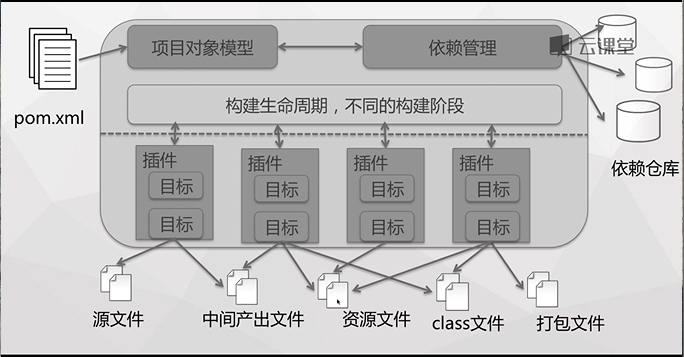 项目对象模型
依赖管理
云课堂
pom.xml
构建生命周期，不同的构建阶段
依赖仓库
插件
目标
目标
插件
目标
目标
插件
目标
目标
插件
目标
目标
源文件
中间产出文件
资源文件
class文件
打包文件